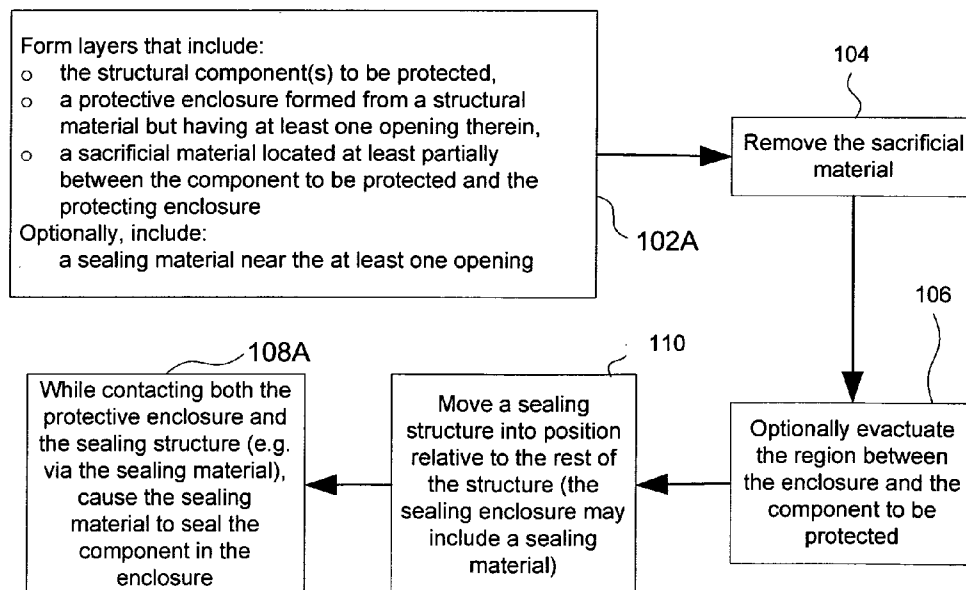 Form layers that include:
o the structural component(s) to be protected,
o a protective enclosure formed from a structural
material but having at least one opening therein,
o a sacrificial material located at least partially
between the component to be protected and the
protecting enclosure
Optionally, include:
a sealing material near the at least one opening
102A
104
Remove the sacrificial
material
106
Optionally evactuate
the region between
the enclosure and the
component to be
protected
110
Move a sealing
structure into position
relative to the rest of
the structure (the
sealing enclosure may
include a sealing
material)
108A
While contacting both the
protective enclosure and
the sealing structure (e.g.
via the sealing material),
cause the sealing
material to seal the
component in the
enclosure